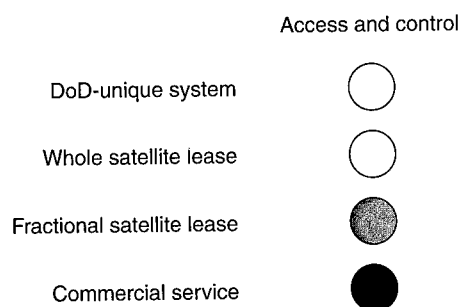 Access and control
DoD-unique system
Whole satellite lease
Fractional satellite lease
Commercial service